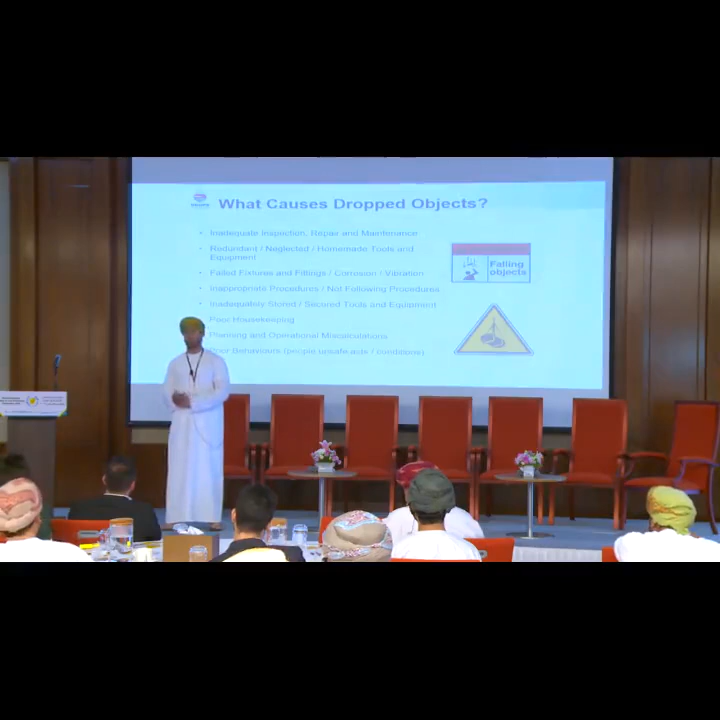 What Causes Dropped Objects?
• Inadequate Inspection, Repair and Maintenance
• Redundant / Neglected / Homemade Tools and
Equipment
• Failed Fixtures and Fittings / Corrosion / Vibration
• Inappropriate Procedures / Not Following Procedures
• Inadequately Stored / Secured Tools and Equipment
Poor Housekeeping
Planning and Operational Miscalculations
Poor Behaviours (people unsafe acts / conditions)
Falling
objects